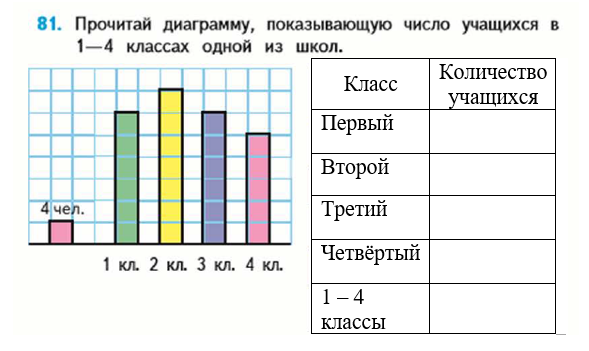 81. Прочитай диаграмму, показывающую число учащихся в
1—4 классах одной из школ.
4 чел.
1 кл. 2 кл. 3 кл. 4 кл.
Класс
Количество
учащихся
Первый
Второй
Третий
Четвёртый
1 – 4
классы